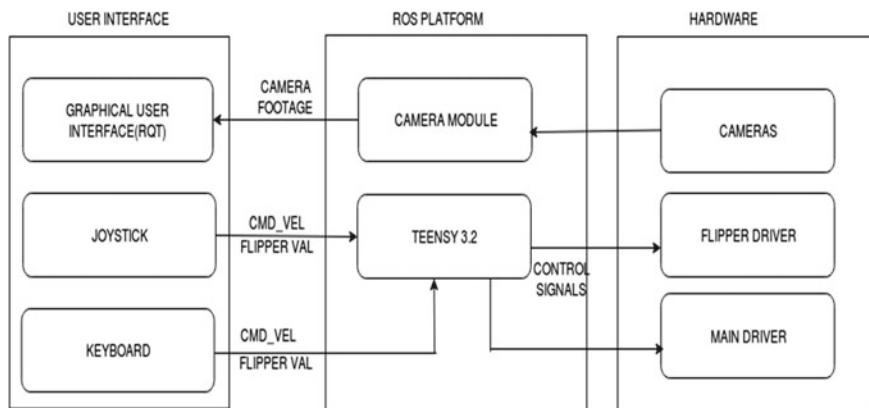 USER INTERFACE
ROS PLATFORM
HARDWARE
GRAPHICAL USER
INTERFACE(RQT)
CAMERA
FOOTAGE
CAMERA MODULE
CAMERAS
JOYSTICK
CMD_VEL
FLIPPER VAL
TEENSY 3.2
CONTROL
SIGNALS
FLIPPER DRIVER
KEYBOARD
CMD_VEL
FLIPPER VAL
MAIN DRIVER